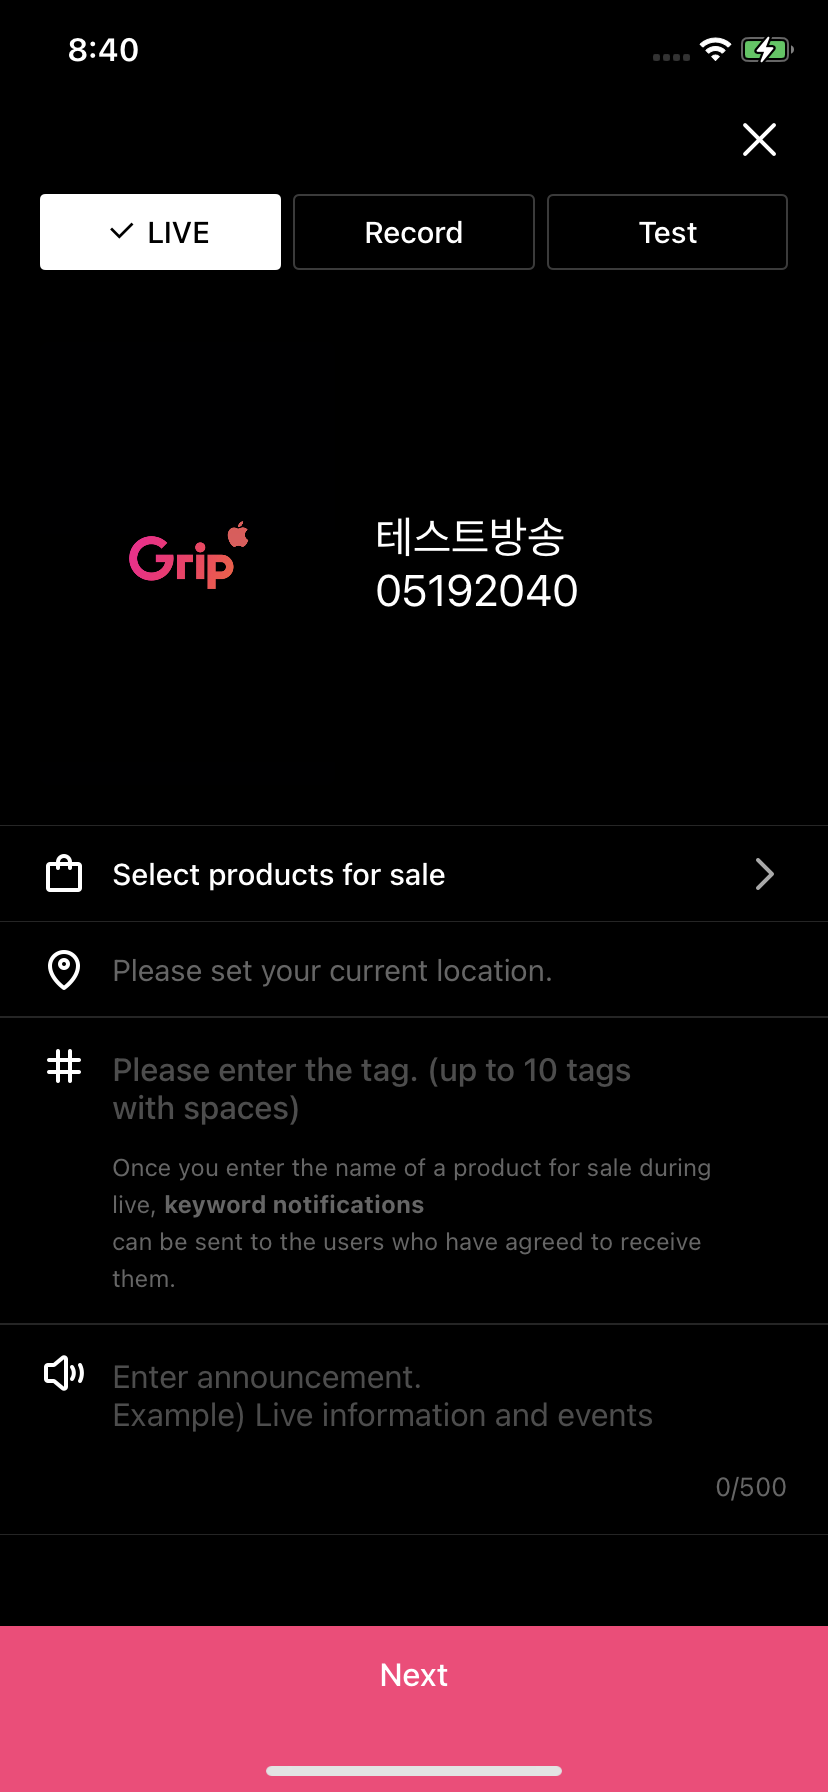 8:40
LIVE
Record
Test
Grip
테스트방송
05192040
Select products for sale
Please set your current location.
Please enter the tag. (up to 10 tags
with spaces)
Once you enter the name of a product for sale during
live, keyword notifications
can be sent to the users who have agreed to receive
them.
Enter announcement.
Example) Live information and events
0/500
Next